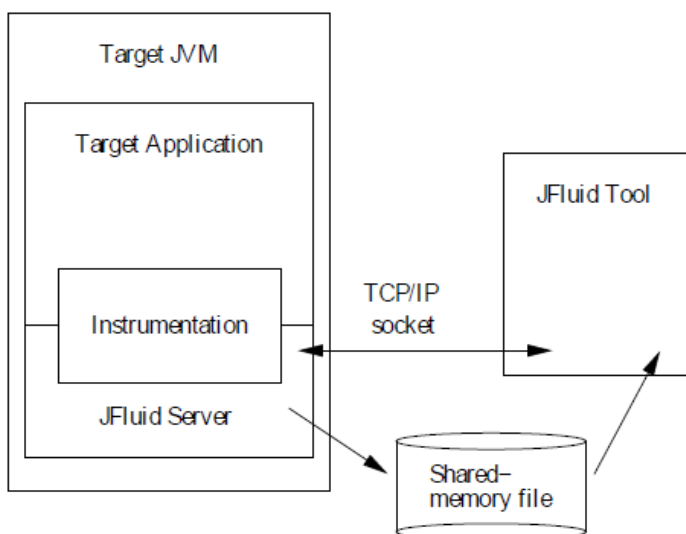 Target JVM
Target Application
JFluid Tool
TCP/IP
socket
Instrumentation
JFluid Server
Shared–
memory file